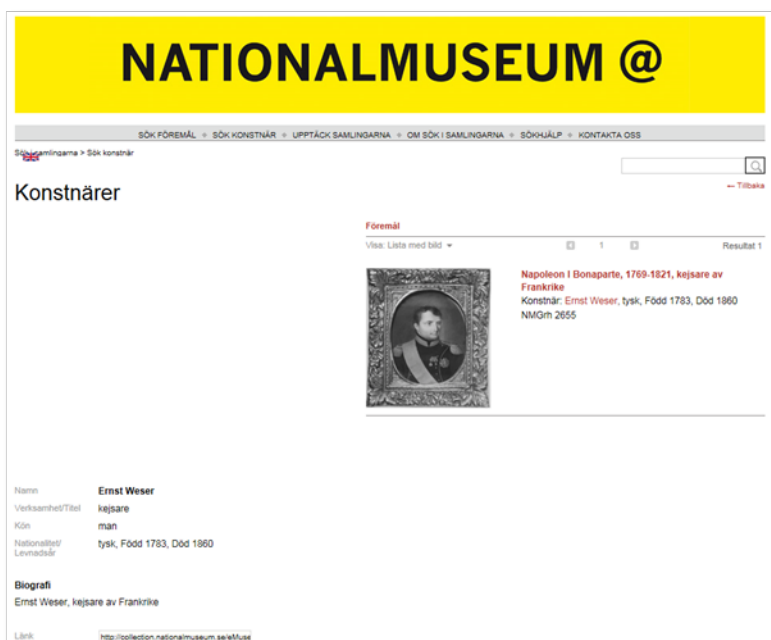 NATIONALMUSEUM @
SÖK FÖREMÅL + SÖK KONSTNÄR + UPPTÄCK SAMLINGARNA + OM SÖK I SAMLINGARNA + SÖKHJÄLP + KONTAKTA OSS
Sök i samlingarna > Sök konstnär
← Tillbaka
Konstnärer
Föremål
Visa: Lista med bild 1 Resultat 1
Napoleon I Bonaparte, 1769-1821, kejsare av
Frankrike
Konstnär: Ernst Weser, tysk, Född 1783, Död 1860
NMGrh 2655
Namn Ernst Weser
Verksamhet/Titel kejsare
Kön man
Nationalitet/ tysk, Född 1783, Död 1860
Levnadsår
Biografi
Ernst Weser, kejsare av Frankrike
Länk http://collection.nationalmuseum.se/eMuse